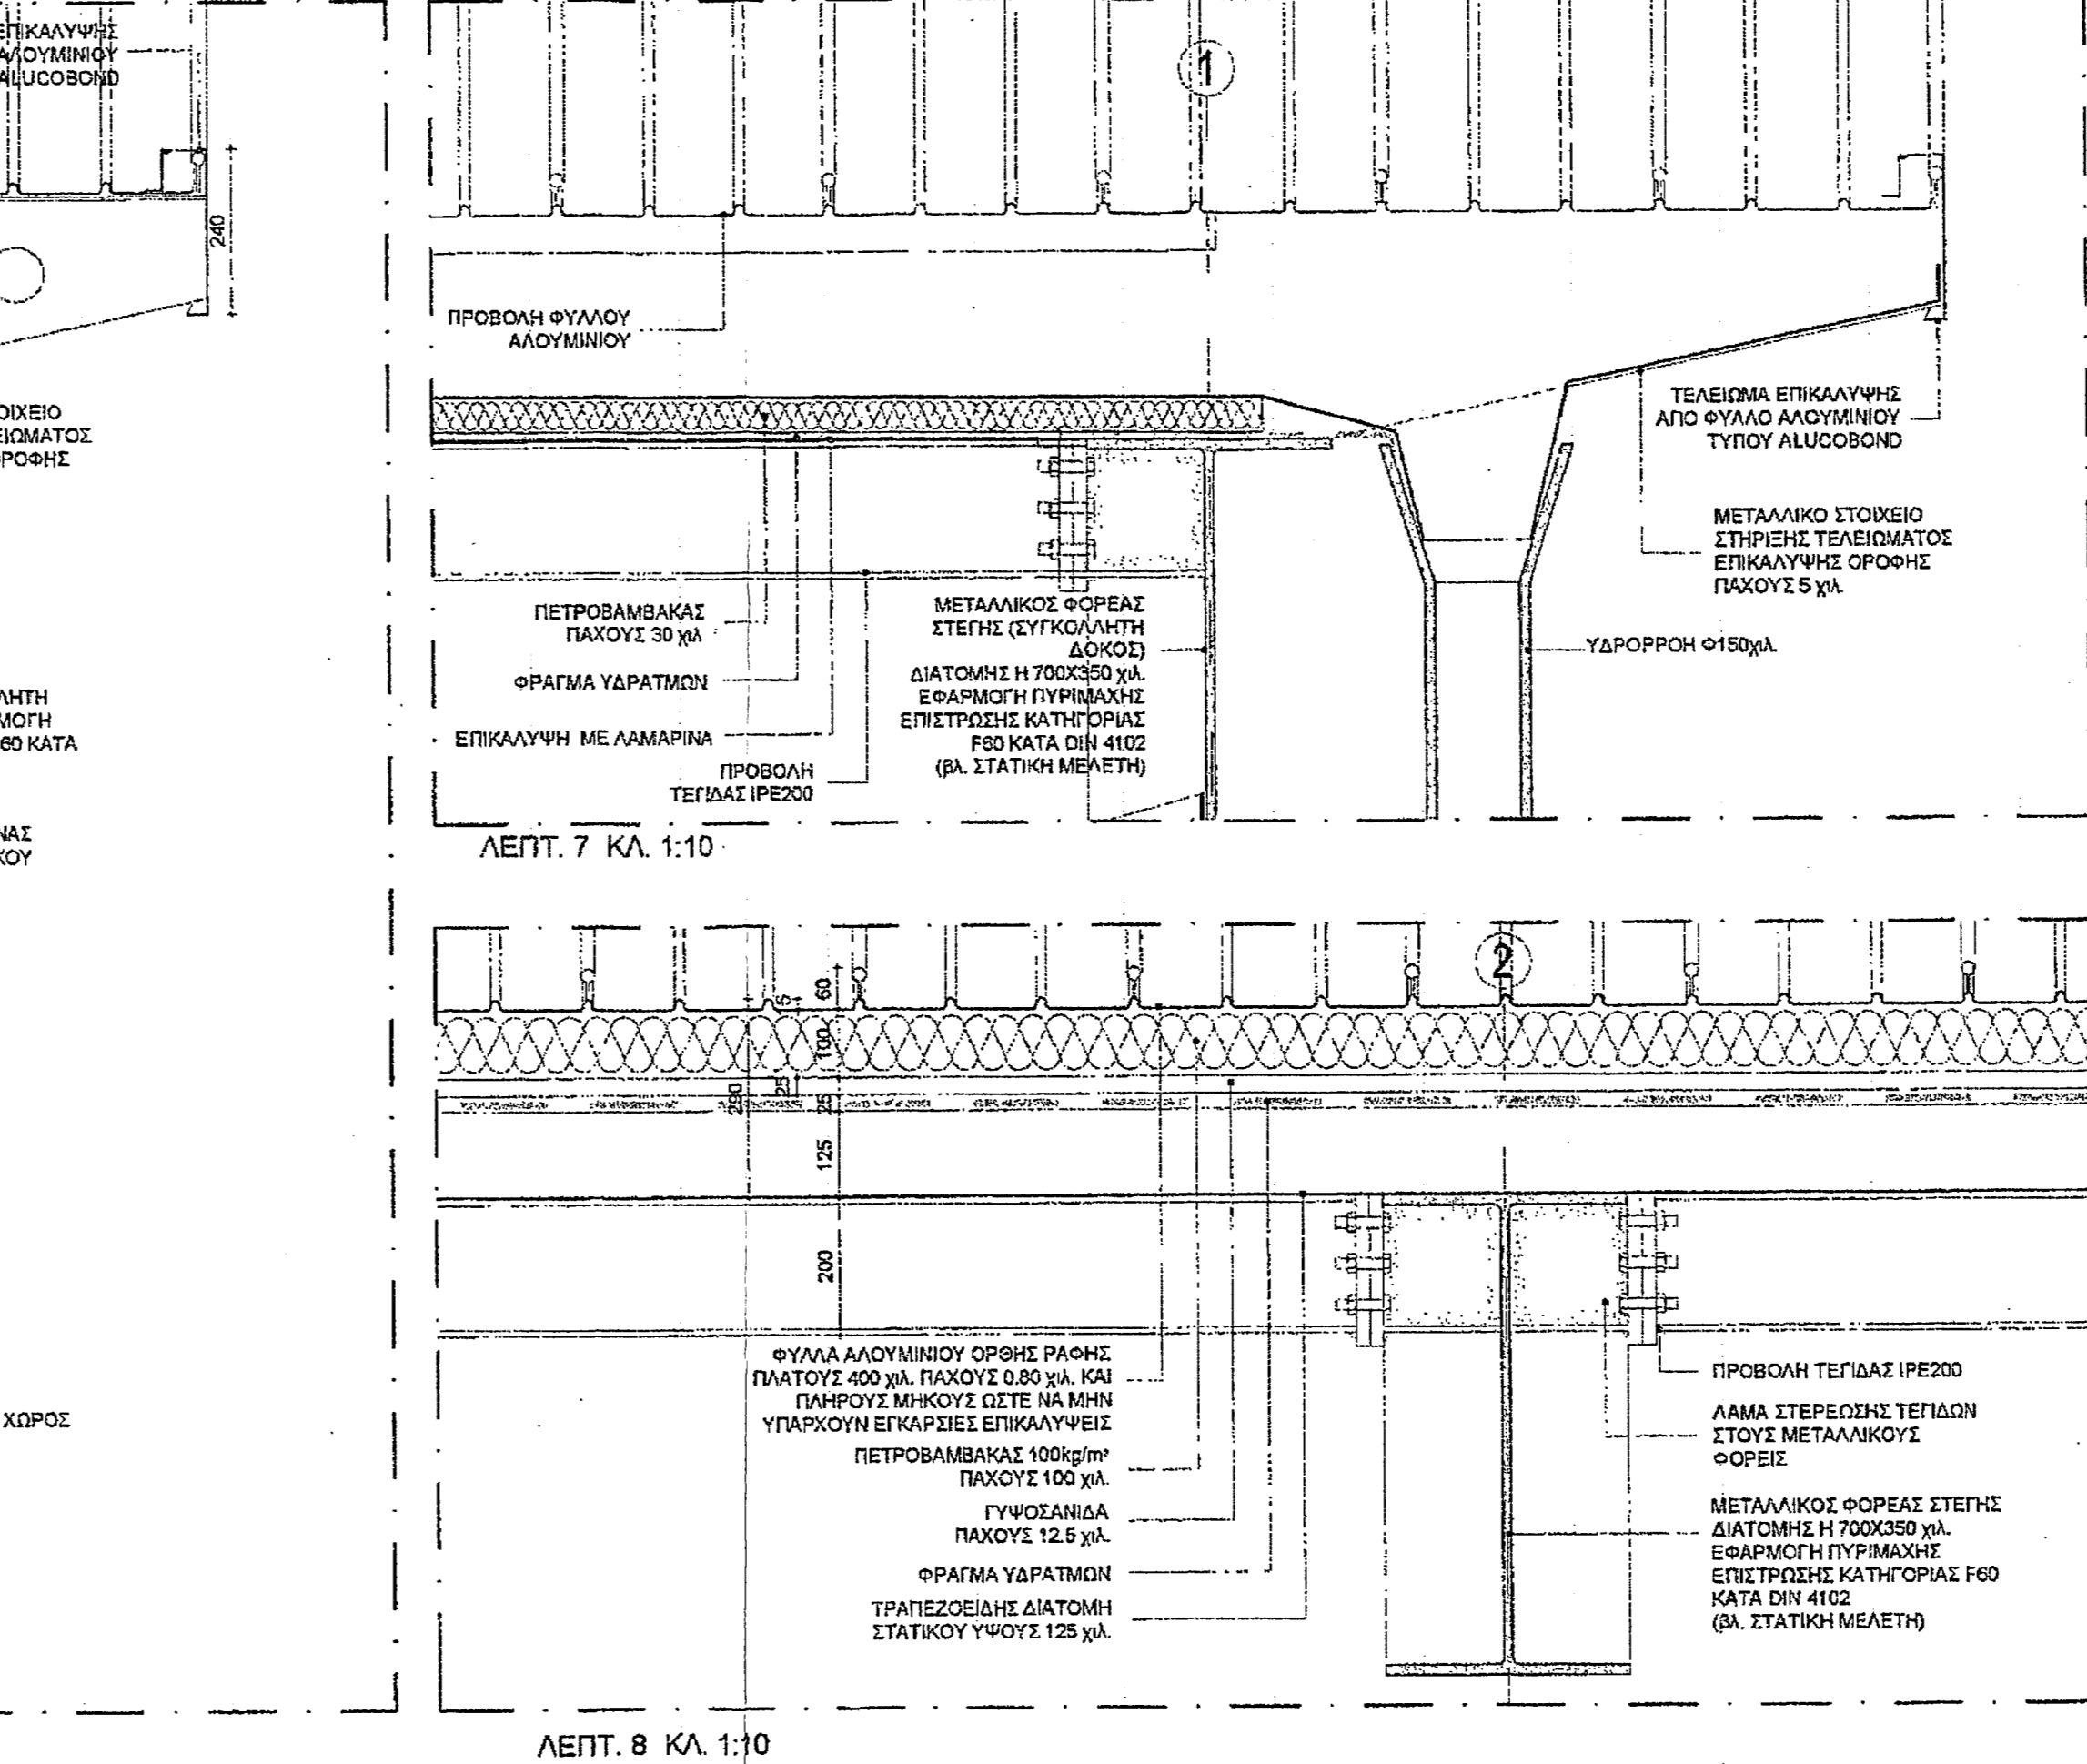 ΕΠΙΚΑΛΥΨΗΣ
ΑΛΟΥΜΙΝΙΟΥ
ALUCOBOND
240
ΟΡΟΦΗΣ
60 ΚΑΤΑ
ΧΩΡΟΣ
1
ΠΡΟΒΟΛΗ ΦΥΛΛΟΥ
ΑΛΟΥΜΙΝΙΟΥ
ΤΕΛΕΙΩΜΑ ΕΠΙΚΑΛΥΨΗΣ
ΑΠΟ ΦΥΛΛΟ ΑΛΟΥΜΙΝΙΟΥ
ΤΥΠΟΥ ALUCOBOND
ΜΕΤΑΛΛΙΚΟ ΣΤΟΙΧΕΙΟ
ΣΤΗΡΙΞΗΣ ΤΕΛΕΙΩΜΑΤΟΣ
ΕΠΙΚΑΛΥΨΗΣ ΟΡΟΦΗΣ
ΠΑΧΟΥΣ 5 χιλ.
ΥΔΡΟΡΡΟΗ Φ150χιλ.
ΠΕΤΡΟΒΑΜΒΑΚΑΣ
ΠΑΧΟΥΣ 30 χιλ
ΦΡΑΓΜΑ ΥΔΡΑΤΜΩΝ
ΕΠΙΚΑΛΥΨΗ ΜΕ ΛΑΜΑΡΙΝΑ
ΠΡΟΒΟΛΗ
ΤΕΓΙΔΑΣ IPE200
ΜΕΤΑΛΛΙΚΟΣ ΦΟΡΕΑΣ
ΣΤΕΓΗΣ (ΣΥΓΚΟΛΛΗΤΗ
ΔΟΚΟΣ)
ΔΙΑΤΟΜΗΣ Η 700Χ350 χιλ.
ΕΦΑΡΜΟΓΗ ΠΥΡΙΜΑΧΗΣ
ΕΠΙΣΤΡΩΣΗΣ ΚΑΤΗΓΟΡΙΑΣ
F60 ΚΑΤΑ DIN 4102
(βλ. ΣΤΑΤΙΚΗ ΜΕΛΕΤΗ)
ΛΕΠΤ. 7 ΚΛ. 1:10
2
5
60
100
25
290
25
125
200
ΦΥΛΛΑ ΑΛΟΥΜΙΝΙΟΥ ΟΡΘΗΣ ΡΑΦΗΣ
ΠΛΑΤΟΥΣ 400 χιλ. ΠΑΧΟΥΣ 0.80 χιλ. ΚΑΙ
ΠΛΗΡΟΥΣ ΜΗΚΟΥΣ ΩΣΤΕ ΝΑ ΜΗΝ
ΥΠΑΡΧΟΥΝ ΕΓΚΑΡΣΙΕΣ ΕΠΙΚΑΛΥΨΕΙΣ
ΠΕΤΡΟΒΑΜΒΑΚΑΣ 100kg/m³
ΠΑΧΟΥΣ 100 χιλ.
ΓΥΨΟΣΑΝΙΔΑ
ΠΑΧΟΥΣ 12.5 χιλ.
ΦΡΑΓΜΑ ΥΔΡΑΤΜΩΝ
ΤΡΑΠΕΖΟΕΙΔΗΣ ΔΙΑΤΟΜΗ
ΣΤΑΤΙΚΟΥ ΥΨΟΥΣ 125 χιλ.
ΠΡΟΒΟΛΗ ΤΕΓΙΔΑΣ IPE200
ΛΑΜΑ ΣΤΕΡΕΩΣΗΣ ΤΕΓΙΔΩΝ
ΣΤΟΥΣ ΜΕΤΑΛΛΙΚΟΥΣ
ΦΟΡΕΙΣ
ΜΕΤΑΛΛΙΚΟΣ ΦΟΡΕΑΣ ΣΤΕΓΗΣ
ΔΙΑΤΟΜΗΣ Η 700Χ350 χιλ.
ΕΦΑΡΜΟΓΗ ΠΥΡΙΜΑΧΗΣ
ΕΠΙΣΤΡΩΣΗΣ ΚΑΤΗΓΟΡΙΑΣ F60
ΚΑΤΑ DIN 4102
(βλ. ΣΤΑΤΙΚΗ ΜΕΛΕΤΗ)
ΛΕΠΤ. 8 ΚΛ. 1:10